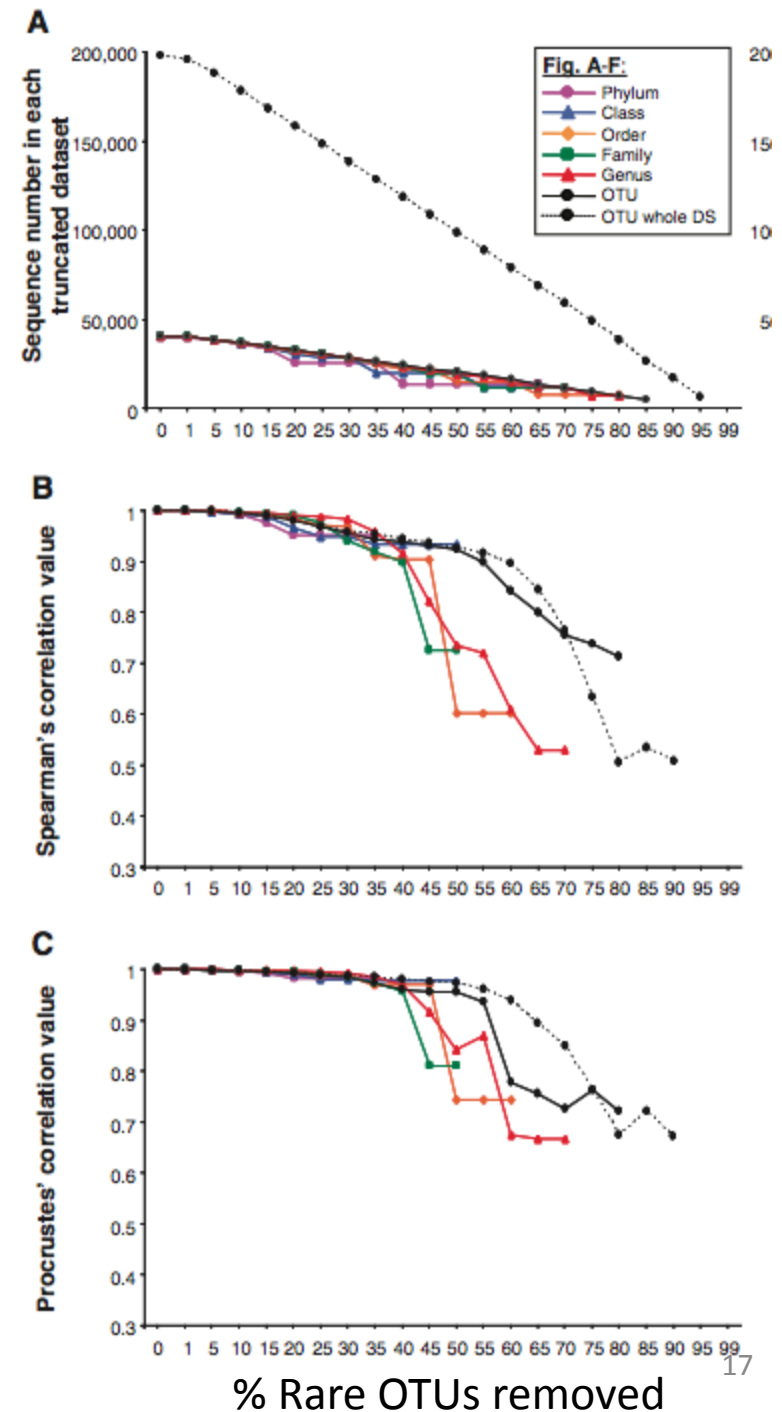 A
Sequence number in each
truncated dataset
200,000
150,000
100,000
50,000
0
0 1 5 10 15 20 25 30 35 40 45 50 55 60 65 70 75 80 85 90 95 99
Fig. A-F:
Phylum
Class
Order
Family
Genus
OTU
OTU whole DS
B
Spearman's correlation value
1
0.9
0.8
0.7
0.6
0.5
0.4
0.3
0 1 5 10 15 20 25 30 35 40 45 50 55 60 65 70 75 80 85 90 95 99
C
Procrustes' correlation value
1
0.9
0.8
0.7
0.6
0.5
0.4
0.3
0 1 5 10 15 20 25 30 35 40 45 50 55 60 65 70 75 80 85 90 95 99
17
% Rare OTUs removed